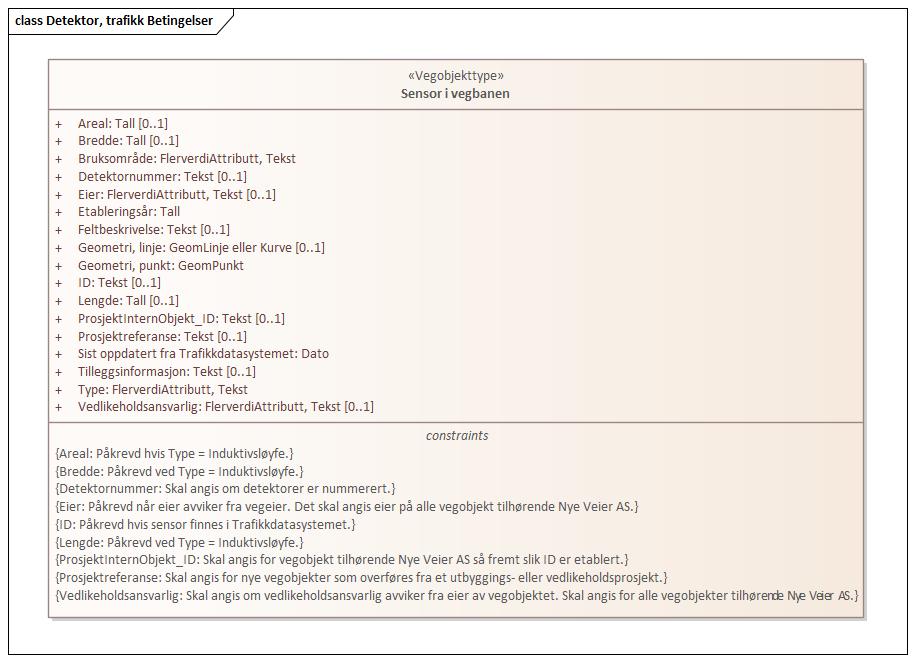 class Detektor, trafikk Betingelser
«Vegobjekttype»
Sensor i vegbanen
+ Areal: Tall [0..1]
+ Bredde: Tall [0..1]
+ Bruksområde: FlerverdiAttributt, Tekst
+ Detektornummer: Tekst [0..1]
+ Eier: FlerverdiAttributt, Tekst [0..1]
+ Etableringsår: Tall
+ Feltbeskrivelse: Tekst [0..1]
+ Geometri, linje: GeomLinje eller Kurve [0..1]
+ Geometri, punkt: GeomPunkt
+ ID: Tekst [0..1]
+ Lengde: Tall [0..1]
+ ProsjektInternObjekt_ID: Tekst [0..1]
+ Prosjektreferanse: Tekst [0..1]
+ Sist oppdatert fra Trafikkdatasystemet: Dato
+ Tilleggsinformasjon: Tekst [0..1]
+ Type: FlerverdiAttributt, Tekst
+ Vedlikeholdsansvarlig: FlerverdiAttributt, Tekst [0..1]
constraints
{Areal: Påkrevd hvis Type = Induktivsløyfe.}
{Bredde: Påkrevd ved Type = Induktivsløyfe.}
{Detektornummer: Skal angis om detektorer er nummerert.}
{Eier: Påkrevd når eier avviker fra vegeier. Det skal angis eier på alle vegobjekt tilhørende Nye Veier AS.}
{ID: Påkrevd hvis sensor finnes i Trafikkdatasystemet.}
{Lengde: Påkrevd ved Type = Induktivsløyfe.}
{ProsjektInternObjekt_ID: Skal angis for vegobjekt tilhørende Nye Veier AS så fremt slik ID er etablert.}
{Prosjektreferanse: Skal angis for nye vegobjekter som overføres fra et utbyggings- eller vedlikeholdsprosjekt.}
{Vedlikeholdsansvarlig: Skal angis om vedlikeholdsansvarlig avviker fra eier av vegobjektet. Skal angis for alle vegobjekter tilhørende Nye Veier AS.}